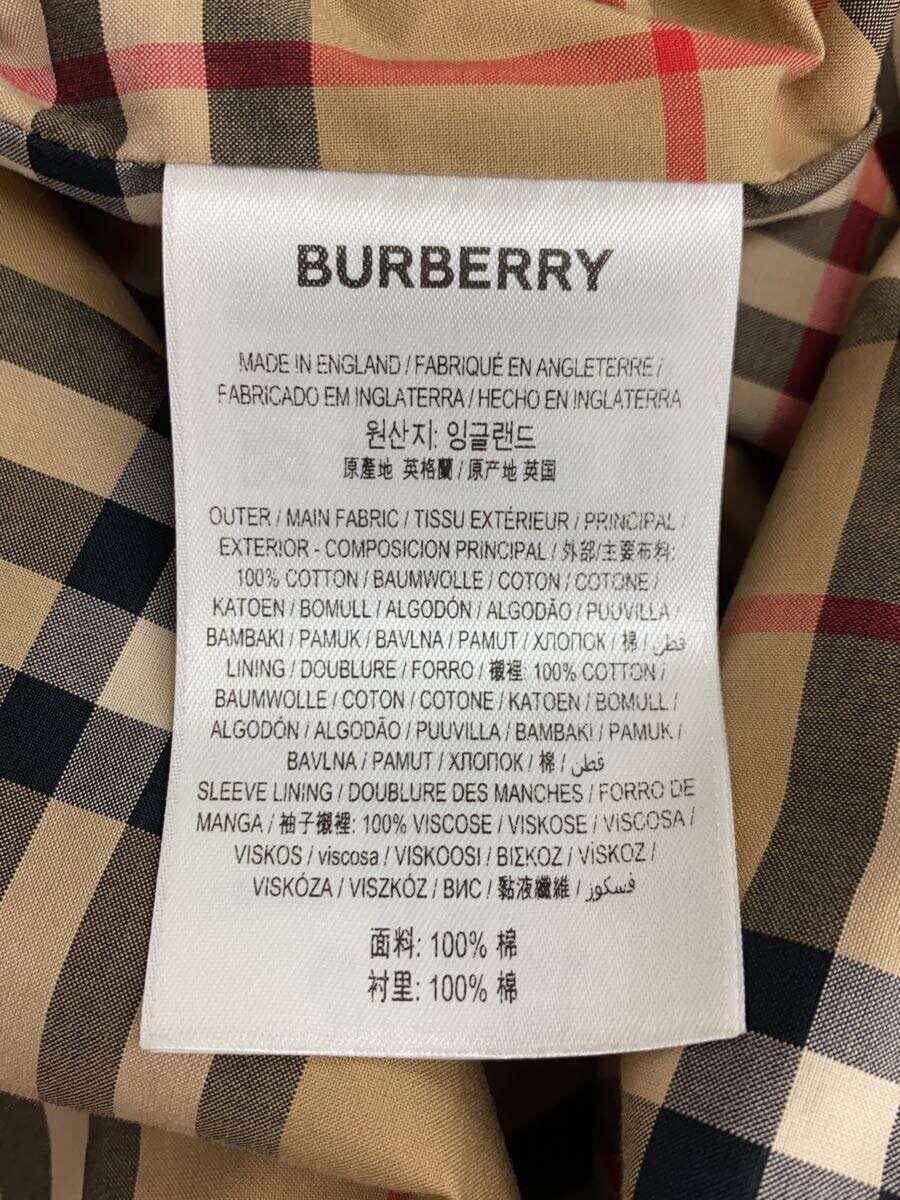 BURBERRY
MADE IN ENGLAND / FABRIQUÉ EN ANGLETERRE /
FABRICADO EM INGLATERRA / HECHO EN INGLATERRA
원산지: 잉글랜드
原產地 英格蘭 / 原产地 英国
OUTER / MAIN FABRIC / TISSU EXTÉRIEUR / PRINCIPAL /
EXTERIOR - COMPOSICION PRINCIPAL / 外部/主要布料:
100% COTTON / BAUMWOLLE / COTON / COTONE /
KATOEN / BOMULL / ALGODÓN / ALGODÃO / PUUVILLA /
BAMBAKI / PAMUK / BAVLNA / PAMUT / ХЛОПОК / 棉 / قطن
LINING / DOUBLURE / FORRO / 襯裡: 100% COTTON /
BAUMWOLLE / COTON / COTONE / KATOEN / BOMULL /
ALGODÓN / ALGODÃO / PUUVILLA / BAMBAKI / PAMUK /
BAVLNA / PAMUT / ХЛОПОК / 棉 / قطن
SLEEVE LINING / DOUBLURE DES MANCHES / FORRO DE
MANGA / 袖子襯裡: 100% VISCOSE / VISKOSE / VISCOSA /
VISKOS / viscosa / VISKOOSI / ΒΙΣΚΟΖ / VİSKOZ /
VISKÓZA / VISZKÓZ / ВИС / 黏液纖維 / فسكوز
面料: 100% 棉
衬里: 100% 棉